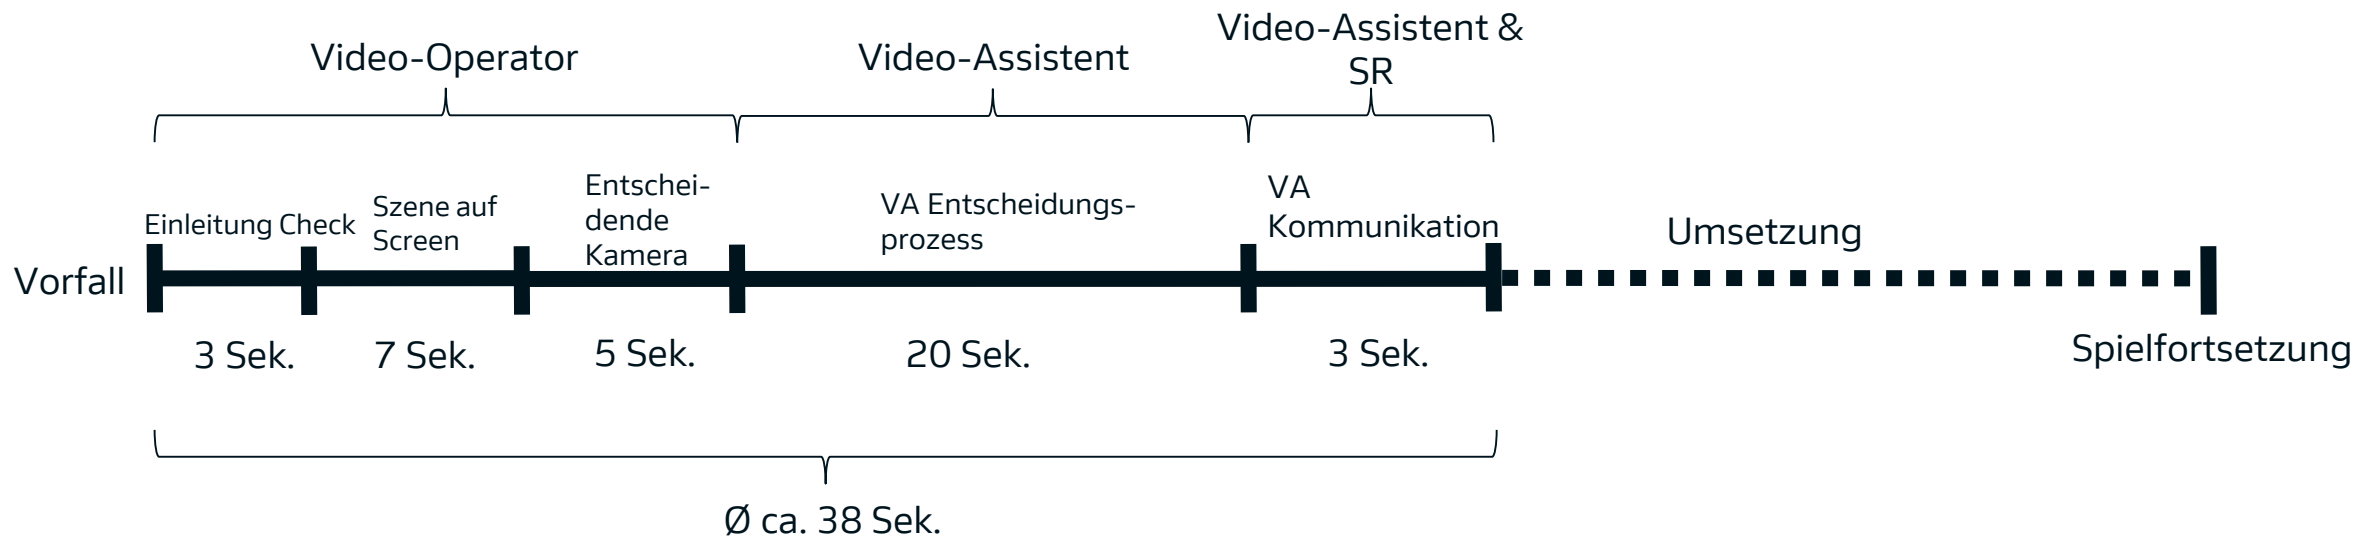 Video-Operator
Video-Assistent
Video-Assistent &
SR
Einleitung Check
Szene auf
Screen
Entschei-
dende
Kamera
VA Entscheidungs-
prozess
VA
Kommunikation
Umsetzung
Vorfall
3 Sek.
7 Sek.
5 Sek.
20 Sek.
3 Sek.
Spielfortsetzung
Ø ca. 38 Sek.